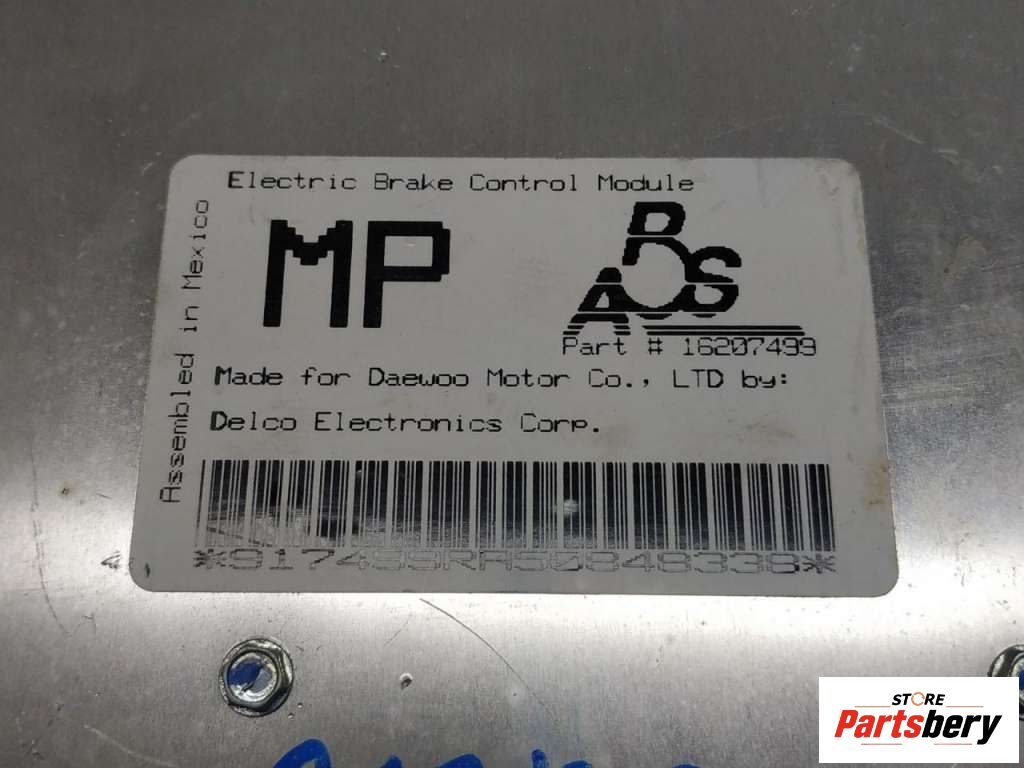 Electric Brake Control Module
Assembled in Mexico
MP
ABS
Part # 16207499
Made for Daewoo Motor Co., LTD by:
Delco Electronics Corp.
STORE
Partsbery